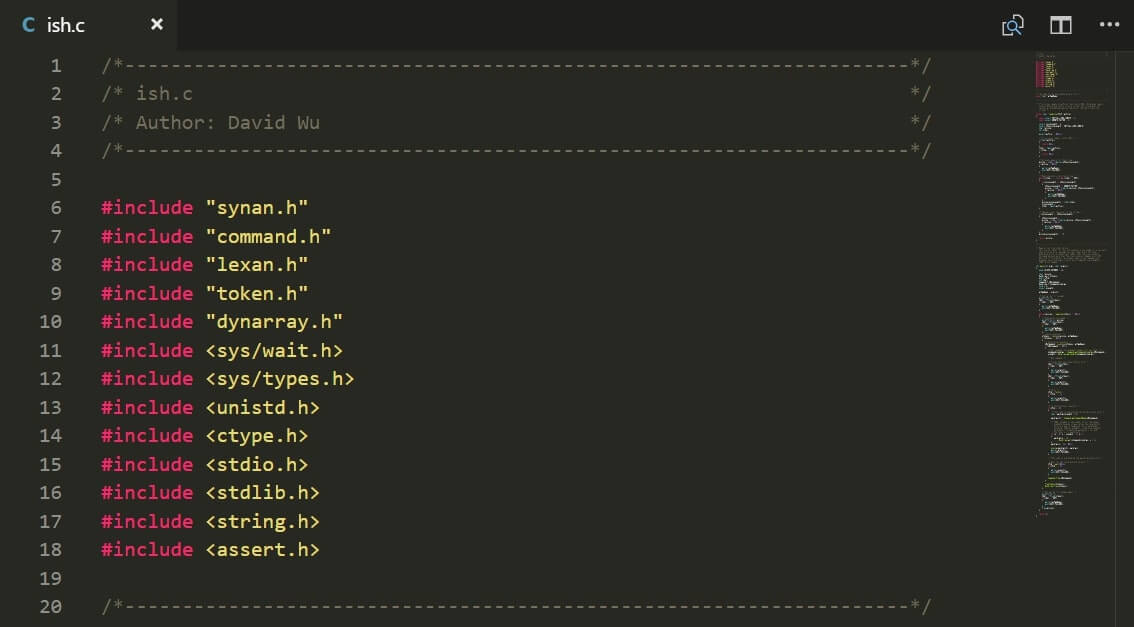 C ish.c ×
1 /*--------------------------------------------------------------------*/
2 /* ish.c                                                              */
3 /* Author: David Wu                                                   */
4 /*--------------------------------------------------------------------*/
5
6 #include "synan.h"
7 #include "command.h"
8 #include "lexan.h"
9 #include "token.h"
10 #include "dynarray.h"
11 #include <sys/wait.h>
12 #include <sys/types.h>
13 #include <unistd.h>
14 #include <ctype.h>
15 #include <stdio.h>
16 #include <stdlib.h>
17 #include <string.h>
18 #include <assert.h>
19
20 /*--------------------------------------------------------------------*/